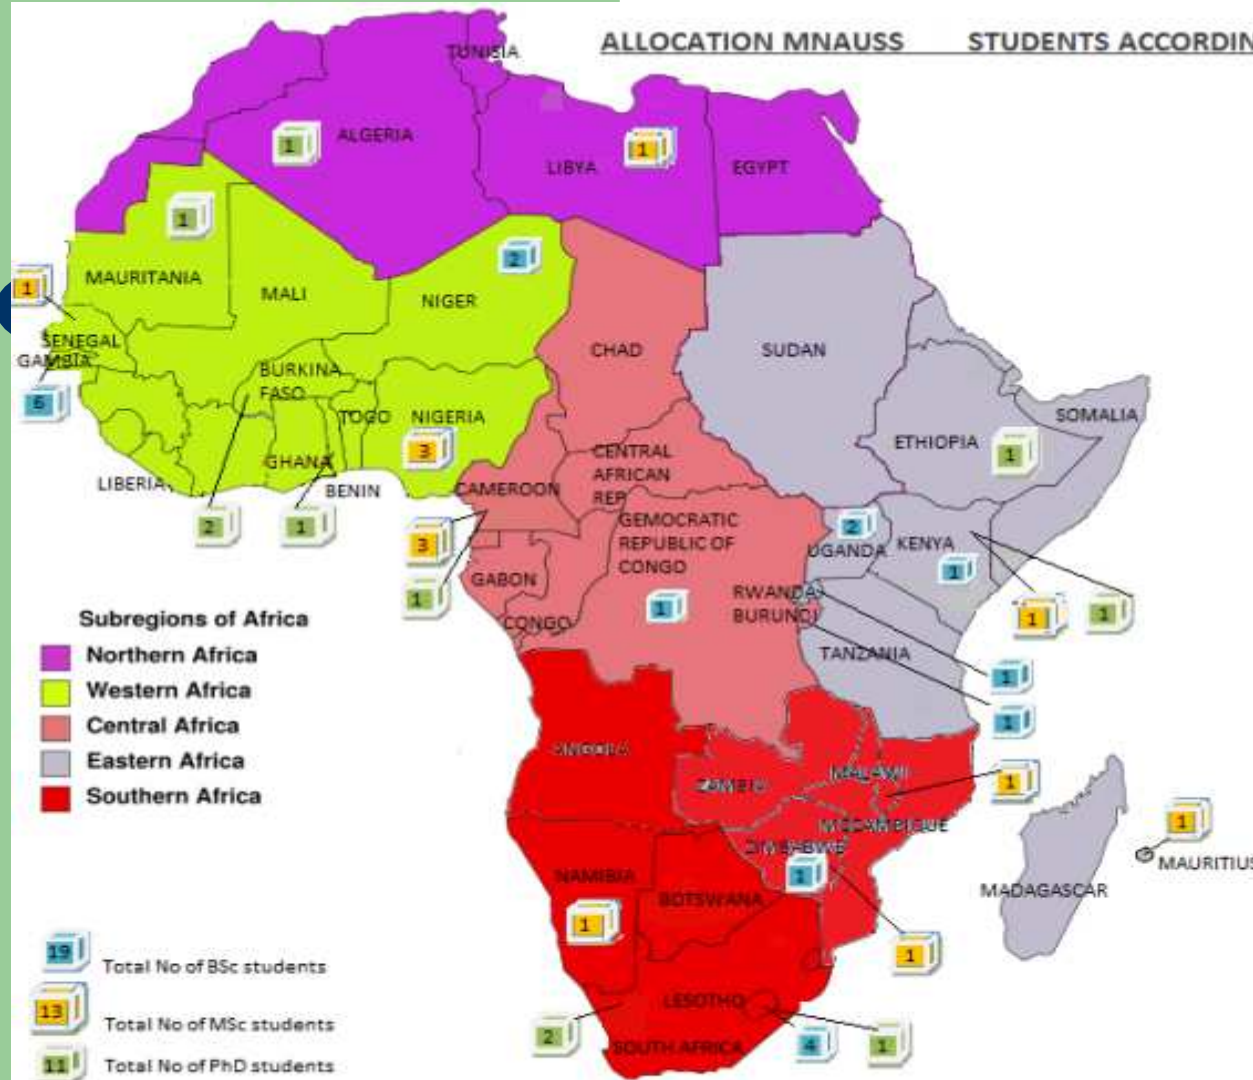 ALLOCATION MNAUSS STUDENTS ACCORDIN
TUNISIA
1
ALGERIA
LIBYA
1
EGYPT
1
MAURITANIA
MALI
2
NIGER
1
SENEGAL
GAMBIA
6
BURKINA
FASO
TOGO
NIGERIA
3
GHANA
BENIN
LIBERIA
2
1
CHAD
SUDAN
SOMALIA
ETHIOPIA
1
CENTRAL
AFRICAN
REP
CAMEROON
3
1
GEMOCRATIC
REPUBLIC OF
CONGO
1
2
UGANDA
KENYA
1
1
1
GABON
CONGO
RWANDA
BURUNDI
TANZANIA
1
1
Subregions of Africa
Northern Africa
Western Africa
Central Africa
Eastern Africa
Southern Africa
ANGOLA
ZAMBIA
MALAWI
1
MOZAMBIQUE
ZIMBABWE
1
1
MAURITIUS
MADAGASCAR
NAMIBIA
1
BOTSWANA
1
LESOTHO
2
SOUTH AFRICA
4
1
19 Total No of BSc students
13 Total No of MSc students
11 Total No of PhD students